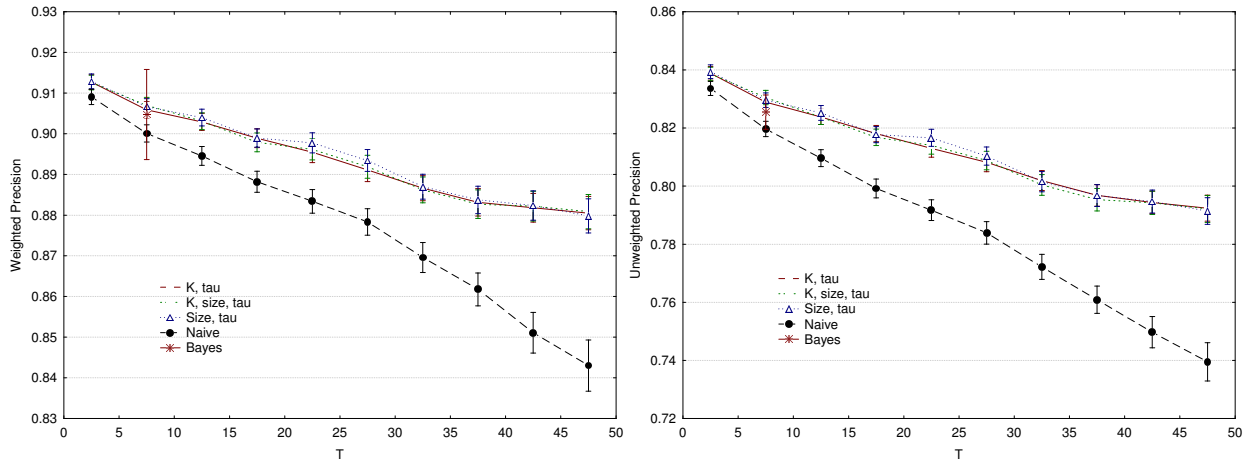 0.93
0.92
0.91
0.90
0.89
0.88
0.87
0.86
0.85
0.84
0.83
Weighted Precision
K, tau
K, size, tau
Size, tau
Naive
Bayes
0 5 10 15 20 25 30 35 40 45 50
T
0.86
0.84
0.82
0.80
0.78
0.76
0.74
0.72
Unweighted Precision
K, tau
K, size, tau
Size, tau
Naive
Bayes
0 5 10 15 20 25 30 35 40 45 50
T